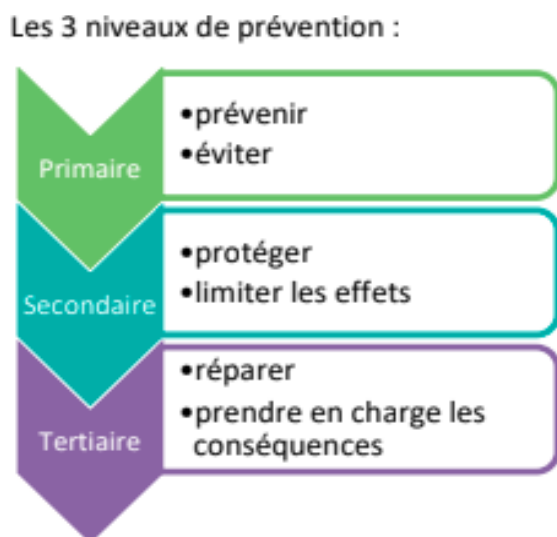 Les 3 niveaux de prévention :
Primaire
•prévenir
•éviter
Secondaire
•protéger
•limiter les effets
Tertiaire
•réparer
•prendre en charge les
conséquences